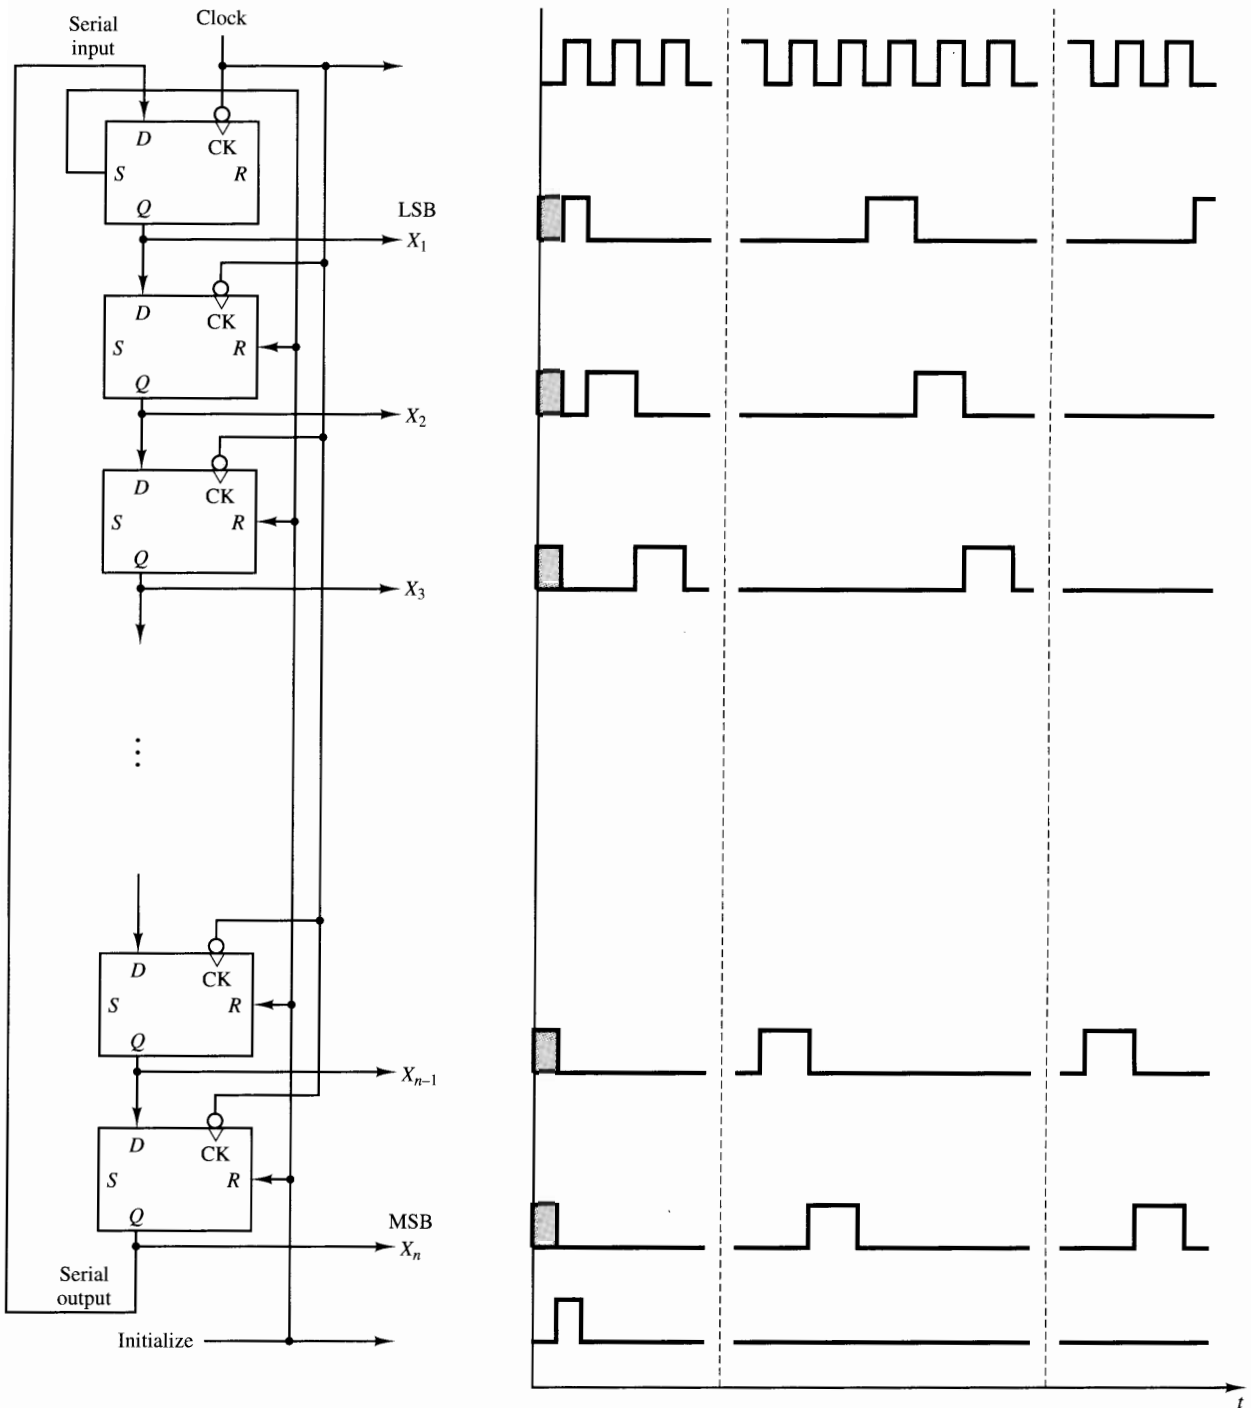 Serial
input
Clock
D
CK
S
R
Q
LSB
X1
D
CK
S
R
Q
X2
D
CK
S
R
Q
X3
⋮
D
CK
S
R
Q
Xn–1
D
CK
S
R
Q
MSB
Xn
Serial
output
Initialize
t